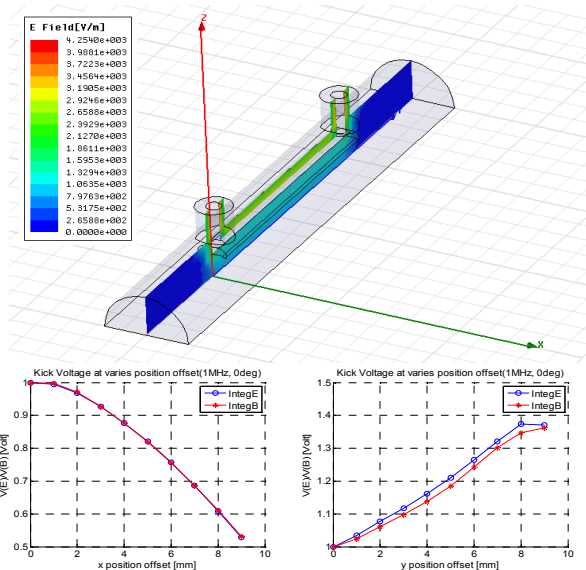 E Field[V/m]
4.2540e+003
3.9881e+003
3.7223e+003
3.4564e+003
3.1905e+003
2.9246e+003
2.6588e+003
2.3929e+003
2.1270e+003
1.8611e+003
1.5953e+003
1.3294e+003
1.0635e+003
7.9763e+002
5.3175e+002
2.6588e+002
0.0000e+000
Z
X
Kick Voltage at varies position offset(1MHz, 0deg)
IntegE
IntegB
V(E)/V(B) [Volt]
1
0.9
0.8
0.7
0.6
0.5
0 2 4 6 8 10
x position offset [mm]
Kick Voltage at varies position offset(1MHz, 0deg)
IntegE
IntegB
V(E)/V(B) [Volt]
1.5
1.4
1.3
1.2
1.1
1
0 2 4 6 8 10
y position offset [mm]